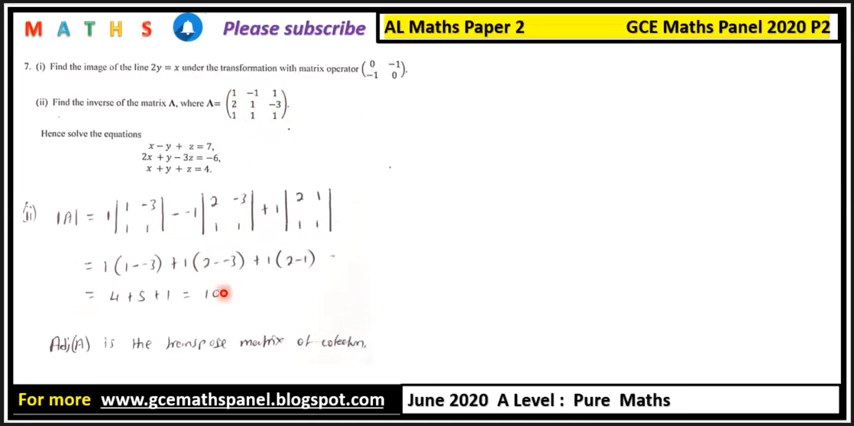 MATHS Please subscribe AL Maths Paper 2 GCE Maths Panel 2020 P2
7. (i) Find the image of the line 2y = x under the transformation with matrix operator ( 0 −1
−1 0 ).
(ii) Find the inverse of the matrix A, where A= ( 1 −1 1
2 1 −3
1 1 1 ).
Hence solve the equations
x − y + z = 7,
2x + y − 3z = −6,
x + y + z = 4.
(ii) |A| = 1 | 1 -3 | - -1 | 2 -3 | + 1 | 2 1 |
| 1 1 | | 1 1 | | 1 1 |
= 1(1--3) + 1(2--3) + 1(2-1)
= 4 + 5 + 1 = 10
Adj(A) is the transpose matrix of
For more www.gcemathspanel.blogspot.com June 2020 A Level : Pure Maths